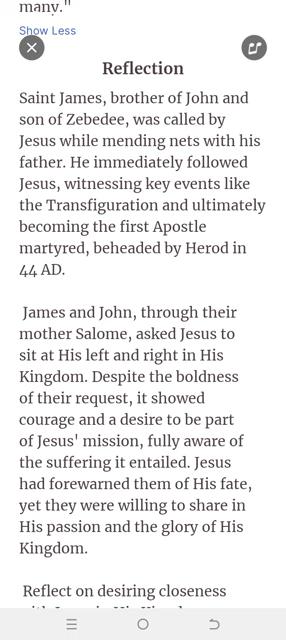 many."
Show Less
Reflection
Saint James, brother of John and
son of Zebedee, was called by
Jesus while mending nets with his
father. He immediately followed
Jesus, witnessing key events like
the Transfiguration and ultimately
becoming the first Apostle
martyred, beheaded by Herod in
44 AD.
James and John, through their
mother Salome, asked Jesus to
sit at His left and right in His
Kingdom. Despite the boldness
of their request, it showed
courage and a desire to be part
of Jesus' mission, fully aware of
the suffering it entailed. Jesus
had forewarned them of His fate,
yet they were willing to share in
His passion and the glory of His
Kingdom.
Reflect on desiring closeness